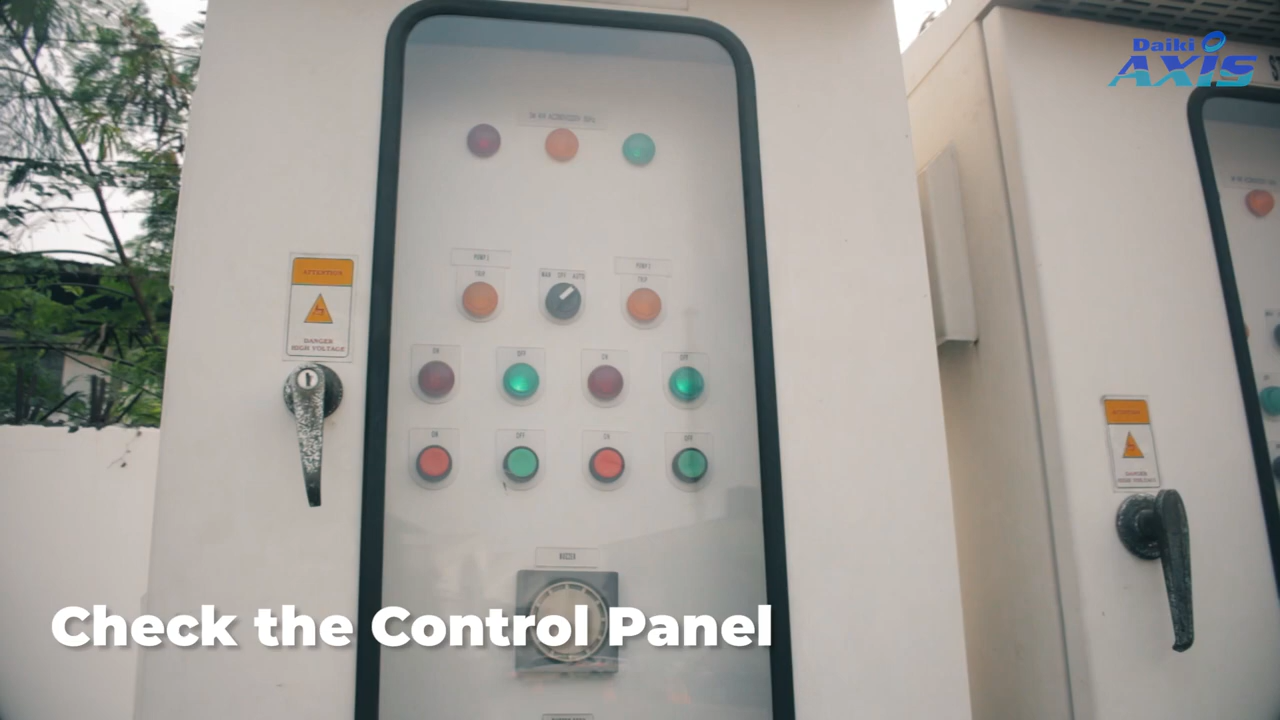 Daiki
AXIS
PUMP 1
TRIP
MAN OFF AUTO
PUMP 2
TRIP
ON
OFF
ON
OFF
ON
OFF
ON
OFF
ATTENTION
DANGER
HIGH VOLTAGE
BUZZER
ATTENTION
DANGER
HIGH VOLTAGE
Check the Control Panel